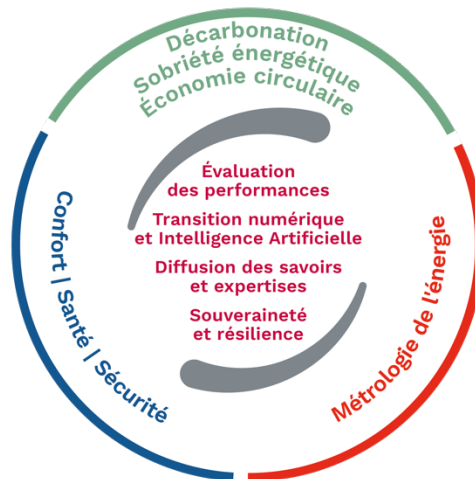 Décarbonation
Sobriété énergétique
Économie circulaire
Évaluation
des performances
Transition numérique
et Intelligence Artificielle
Diffusion des savoirs
et expertises
Souveraineté
et résilience
Confort | Santé | Sécurité
Métrologie de l'énergie